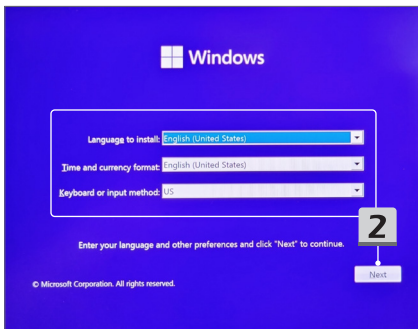 Windows
Language to install: English (United States)
Time and currency format: English (United States)
Keyboard or input method: US
2
Enter your language and other preferences and click "Next" to continue.
Next
© Microsoft Corporation. All rights reserved.